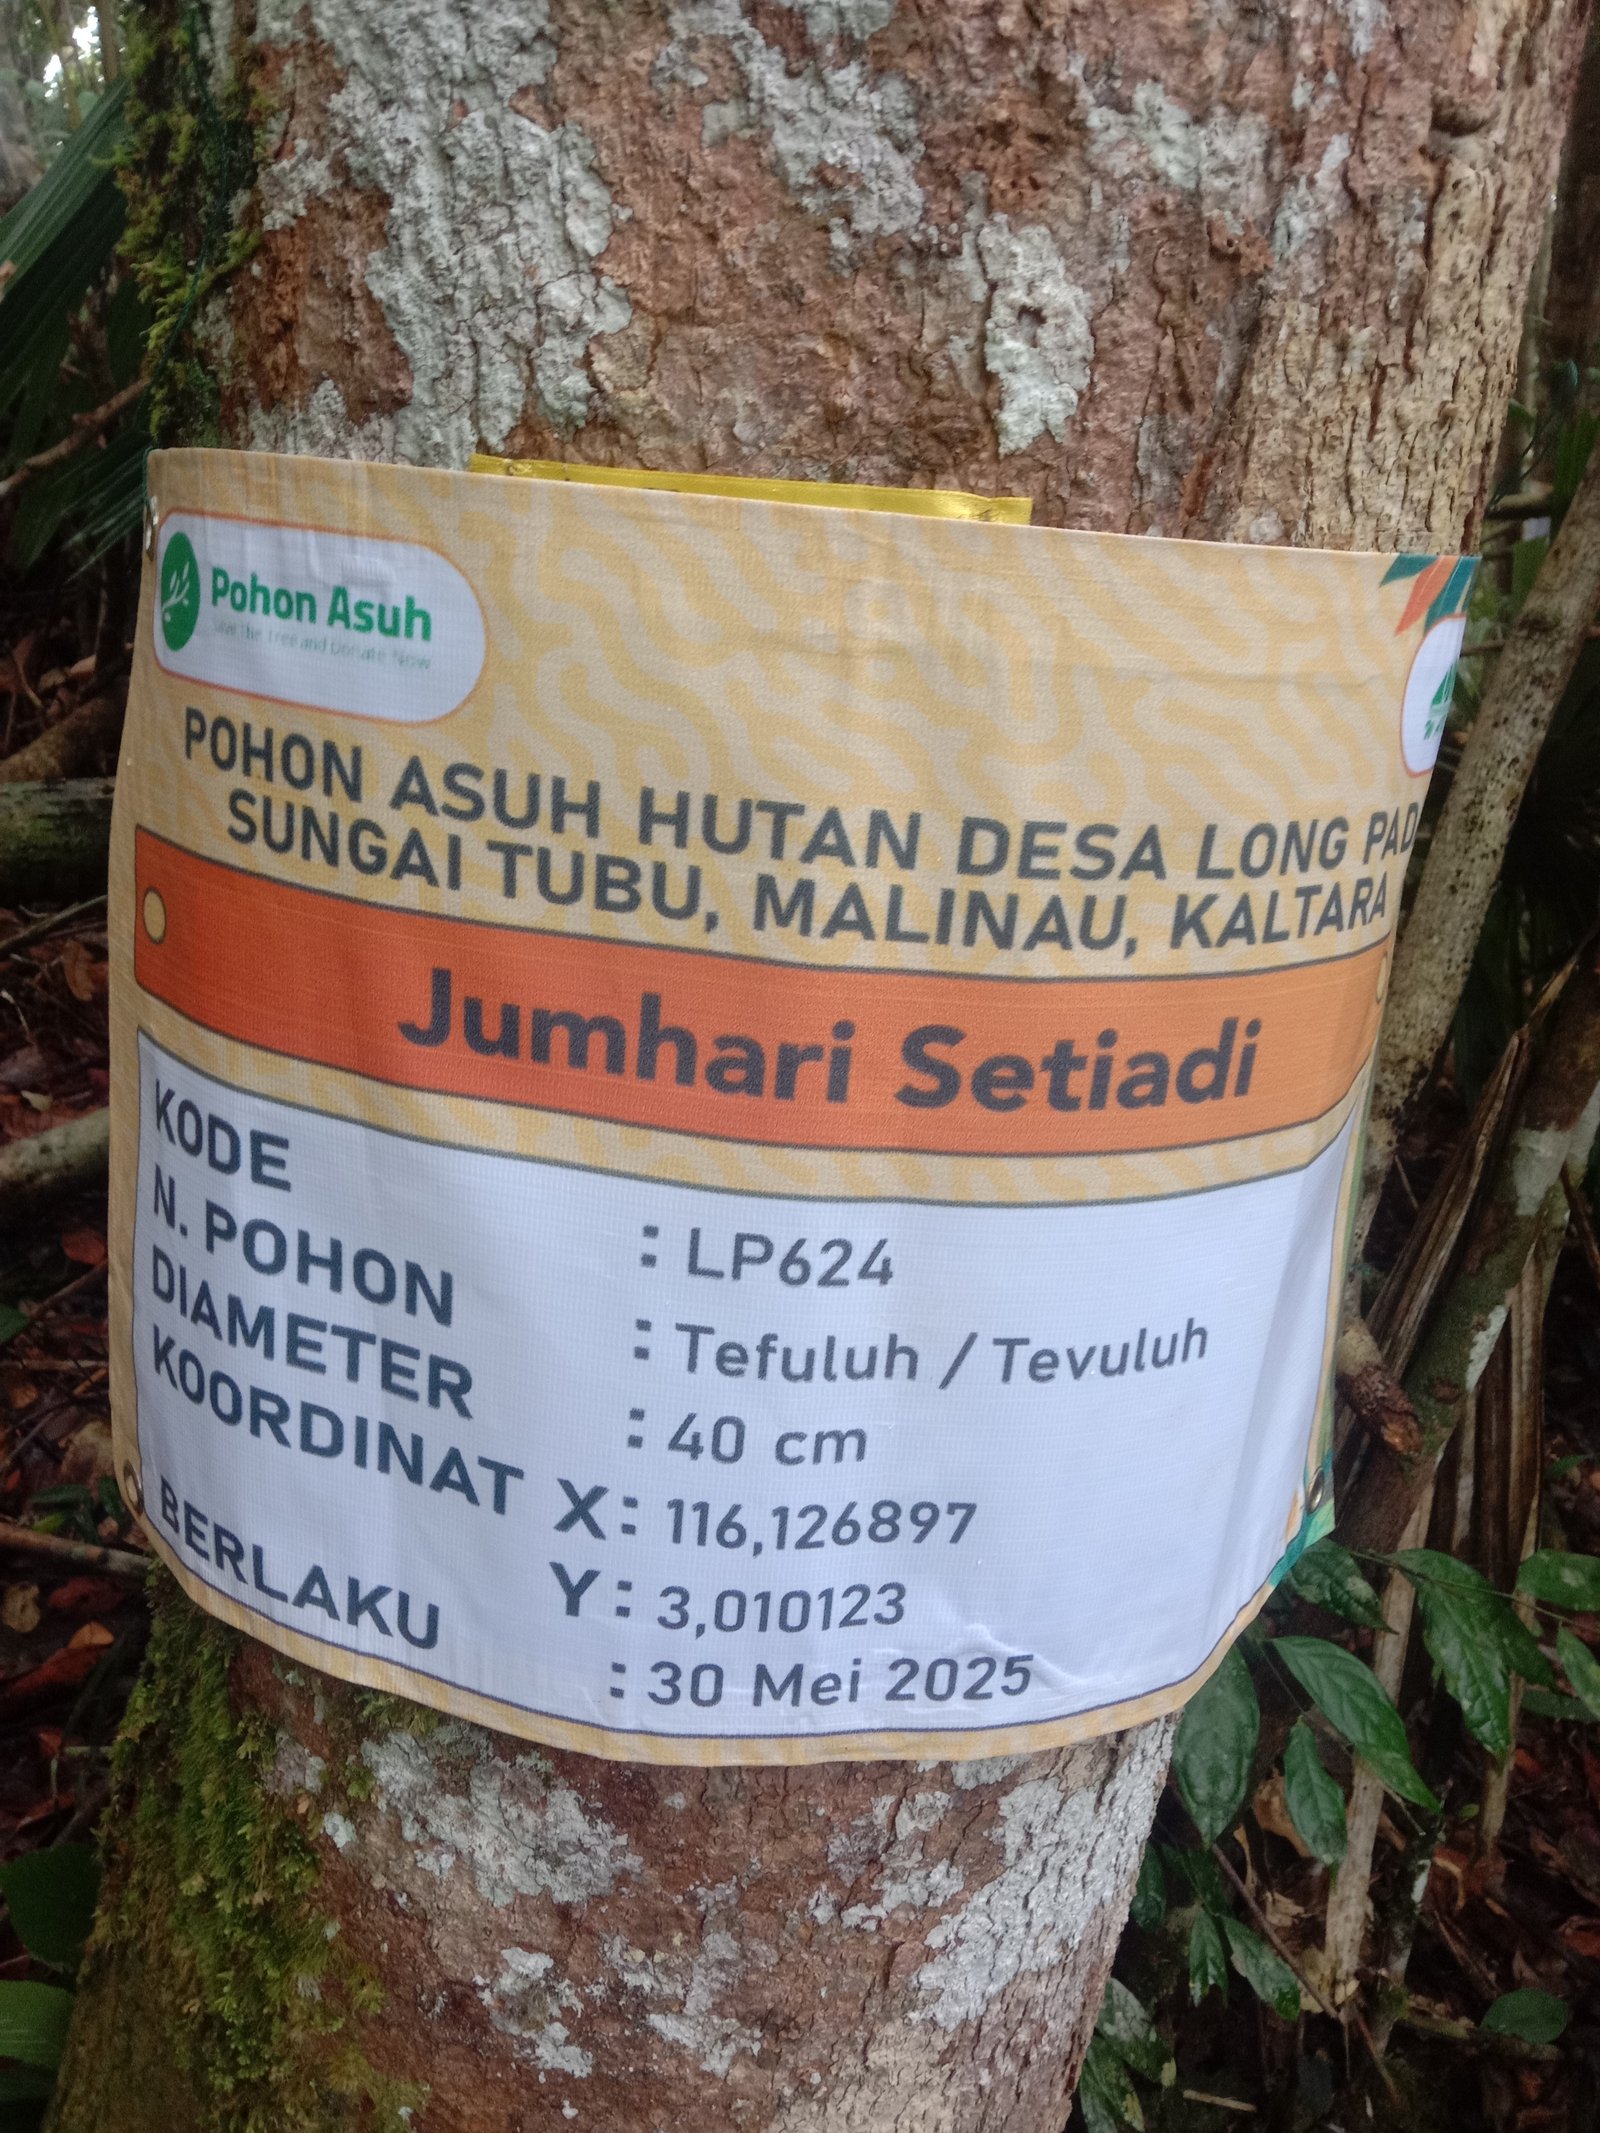 Pohon Asuh
POHON ASUH HUTAN DESA LONG PAD
SUNGAI TUBU, MALINAU, KALTARA
Jumhari Setiadi
KODE : LP624
N. POHON : Tefuluh / Tevuluh
DIAMETER : 40 cm
KOORDINAT X : 116,126897
Y : 3,010123
BERLAKU : 30 Mei 2025